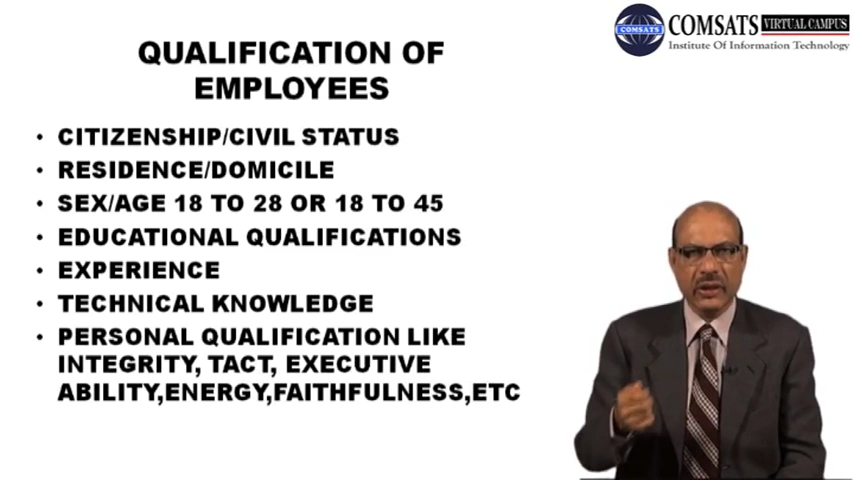 QUALIFICATION OF
EMPLOYEES
COMSATS
COMSATS VIRTUAL CAMPUS
Institute Of Information Technology
• CITIZENSHIP/CIVIL STATUS
• RESIDENCE/DOMICILE
• SEX/AGE 18 TO 28 OR 18 TO 45
• EDUCATIONAL QUALIFICATIONS
• EXPERIENCE
• TECHNICAL KNOWLEDGE
• PERSONAL QUALIFICATION LIKE
INTEGRITY, TACT, EXECUTIVE
ABILITY,ENERGY,FAITHFULNESS,ETC